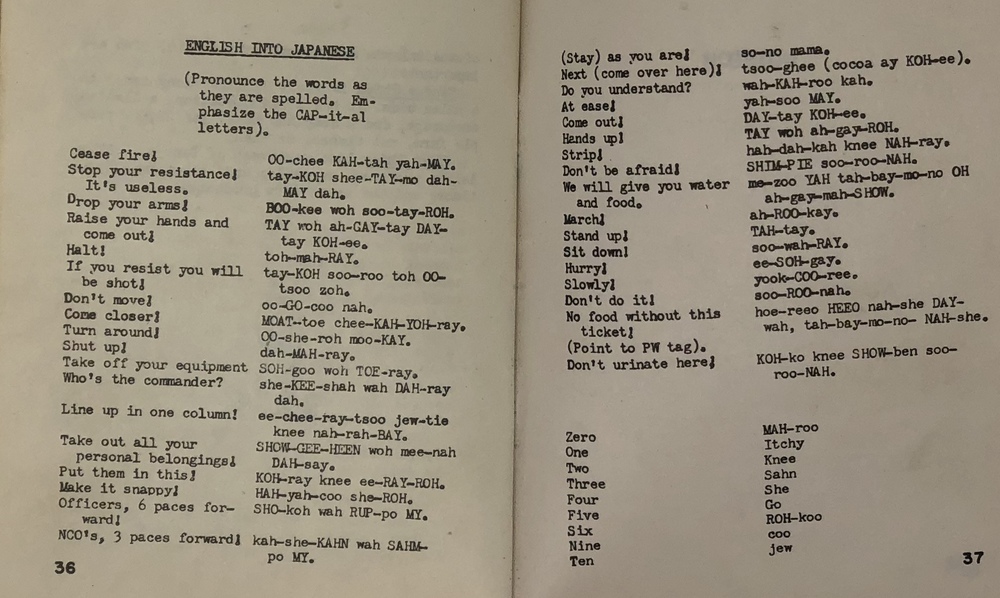 ENGLISH INTO JAPANESE
(Pronounce the words as
they are spelled. Em-
phasize the CAP-it-al
letters).
Cease fire! OO-chee KAH-tah yah-MAY.
Stop your resistance! tay-KOH shee-TAY-mo dah-
It's useless. MAY dah.
Drop your arms! BOO-kee woh soo-tay-ROH.
Raise your hands and TAY woh ah-GAY-tay DAY-
come out! tay KOH-ee.
Halt! toh-mah-RAY.
If you resist you will tay-KOH soo-roo toh OO-
be shot! tsoo zoh.
Don't move! oo-GO-coo nah.
Come closer! MOAT-toe chee-KAH-YOH-ray.
Turn around! OO-she-roh moo-KAY.
Shut up! dah-MAH-ray.
Take off your equipment SOH-goo woh TOE-ray.
Who's the commander? she-KEE-shah wah DAH-ray
dah.
Line up in one column! ee-chee-ray-tsoo jew-tie
knee nah-rah-BAY.
Take out all your SHOW-GEE-HEEN woh mee-nah
personal belongings! DAH-say.
Put them in this! KOH-ray knee ee-RAY-ROH.
Make it snappy! HAH-yah-coo she-ROH.
Officers, 6 paces for- SHO-koh wah RUP-po MY.
ward!
NCO's, 3 paces forward! kah-she-KAHN wah SAHM-
po MY.
36
(Stay) as you are! so-no mama.
Next (come over here)! tsoo-ghee (cocoa ay KOH-ee).
Do you understand? wah-KAH-roo kah.
At ease! yah-soo MAY.
Come out! DAY-tay KOH-ee.
Hands up! TAY woh ah-gay-ROH.
Strip! hah-dah-kah knee NAH-ray.
Don't be afraid! SHIM-PIE soo-roo-NAH.
We will give you water me-zoo YAH tah-bay-mo-no OH
and food. ah-gay-mah-SHOW.
March! ah-ROO-kay.
Stand up! TAH-tay.
Sit down! soo-wah-RAY.
Hurry! ee-SOH-gay.
Slowly! yook-COO-ree.
Don't do it! soo-ROO-nah.
No food without this hoe-reeo HEEO nah-she DAY-
ticket! wah, tah-bay-mo-no- NAH-she.
(Point to PW tag).
Don't urinate here! KOH-ko knee SHOW-ben soo-
roo-NAH.
Zero MAH-roo
One Itchy
Two Knee
Three Sahn
Four She
Five Go
Six ROH-koo
Nine coo
Ten jew
37